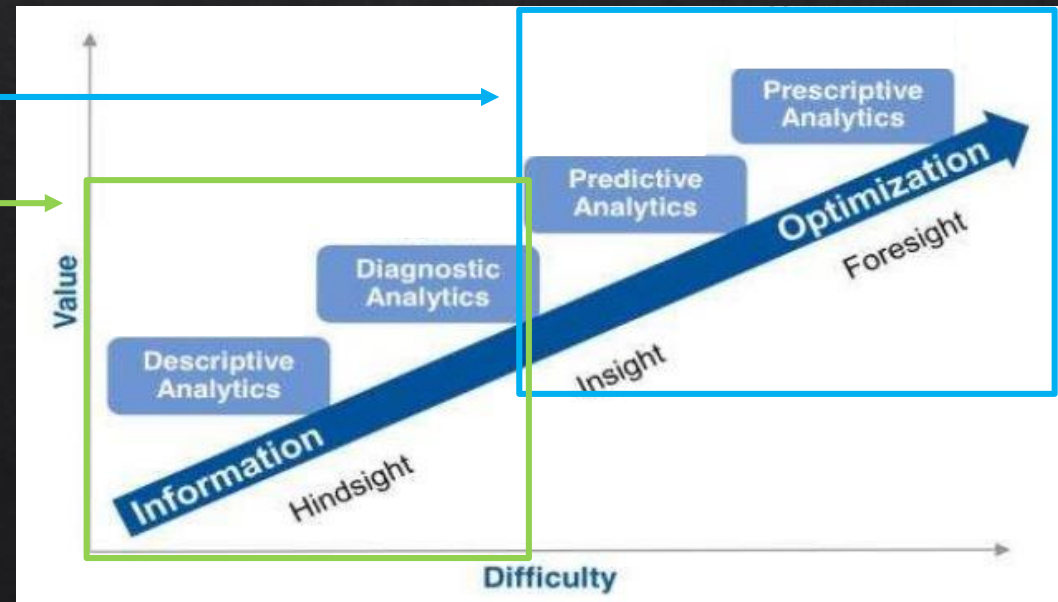 Prescriptive
Analytics
Predictive
Analytics
Optimization
Foresight
Diagnostic
Analytics
Value
Insight
Descriptive
Analytics
Information
Hindsight
Difficulty